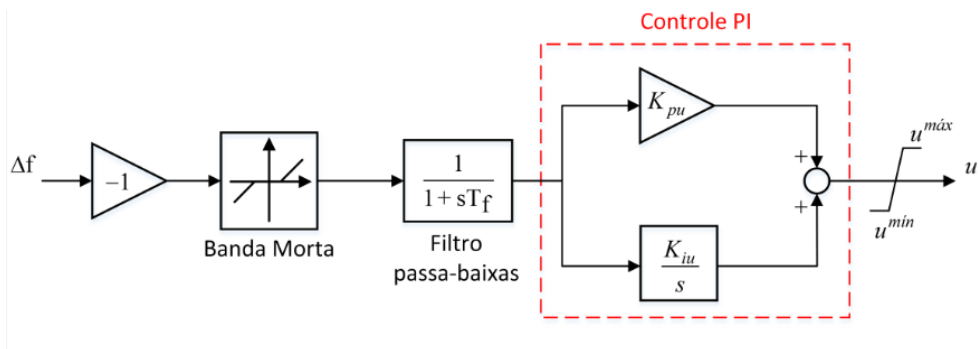 Controle PI
K_pu
Δf
−1
Banda Morta
1
1 + sT_f
Filtro
passa-baixas
K_iu
s
+
+
u^máx
u
u^mín